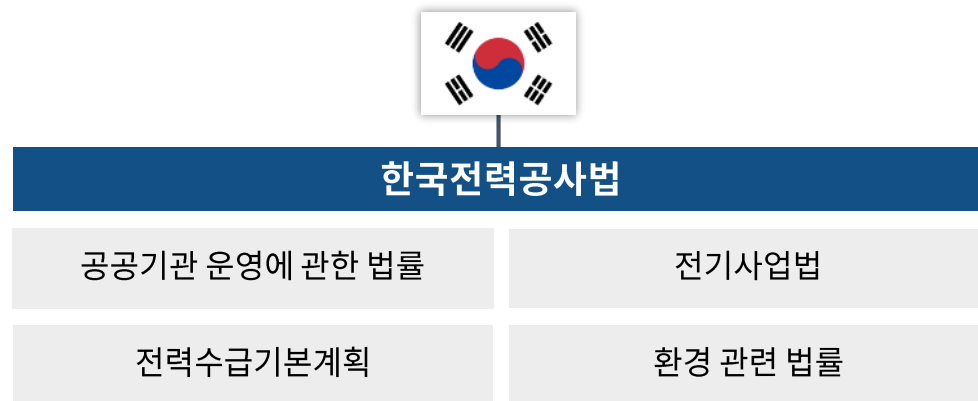 한국전력공사법
공공기관 운영에 관한 법률
전기사업법
전력수급기본계획
환경 관련 법률